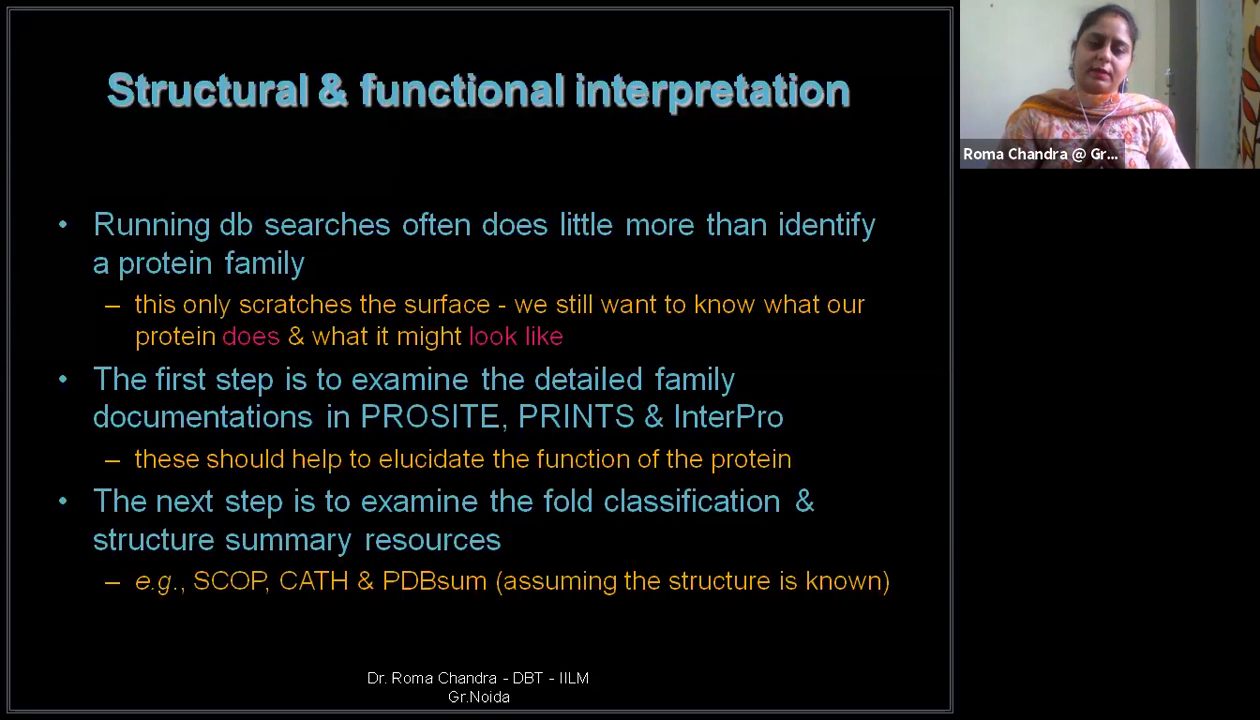 Structural & functional interpretation
• Running db searches often does little more than identify
a protein family
– this only scratches the surface - we still want to know what our
protein does & what it might look like
• The first step is to examine the detailed family
documentations in PROSITE, PRINTS & InterPro
– these should help to elucidate the function of the protein
• The next step is to examine the fold classification &
structure summary resources
– e.g., SCOP, CATH & PDBsum (assuming the structure is known)
Dr. Roma Chandra - DBT - IILM
Gr.Noida
Roma Chandra @ Gr...